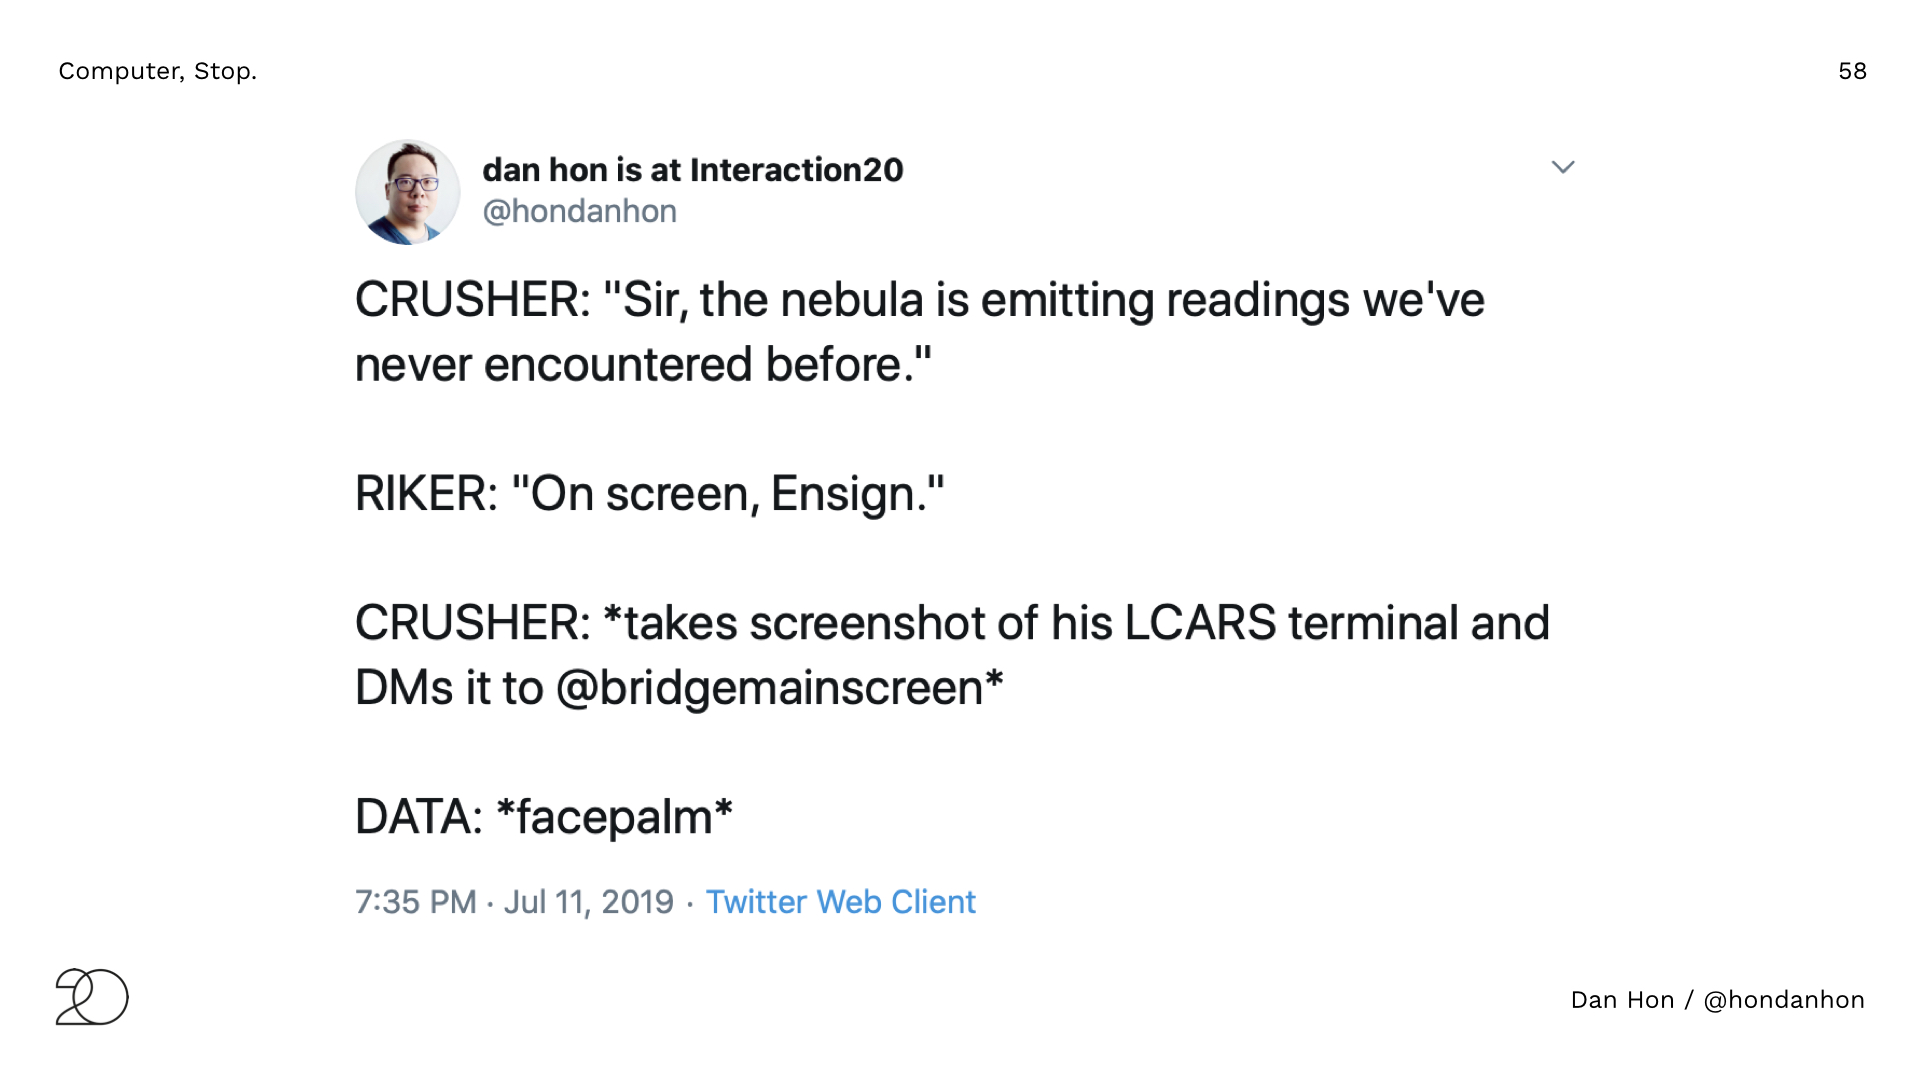 Computer, Stop.
58
dan hon is at Interaction20
@hondanhon
CRUSHER: "Sir, the nebula is emitting readings we've
never encountered before."
RIKER: "On screen, Ensign."
CRUSHER: *takes screenshot of his LCARS terminal and
DMs it to @bridgemainscreen*
DATA: *facepalm*
7:35 PM · Jul 11, 2019 · Twitter Web Client
20
Dan Hon / @hondanhon